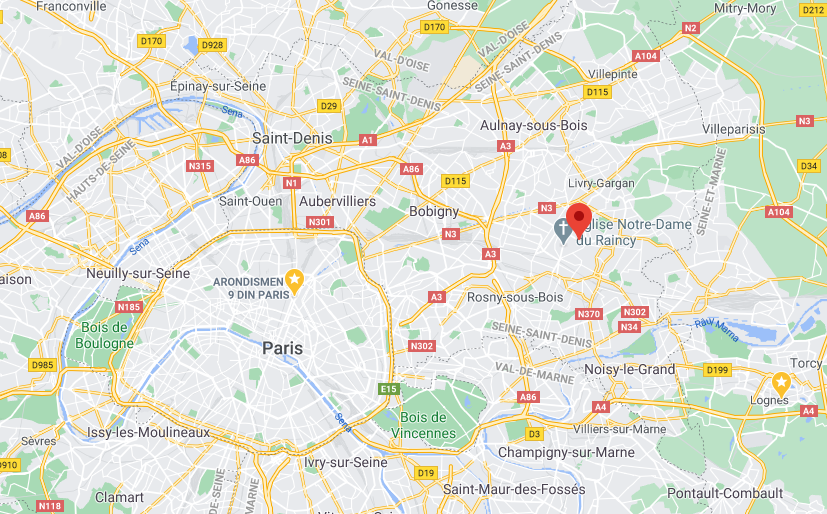 Franconville
Gonesse
Mitry-Mory
D212
D170
N2
D170
D928
VAL-D'OISE
VAL-D'OISE
SEINE-SAINT-DENIS
A104
Villepinte
Épinay-sur-Seine
SEINE-SAINT-DENIS
D115
D29
Sena
Aulnay-sous-Bois
N3
Villeparisis
VAL-D'OISE
HAUTS-DE-SEINE
Saint-Denis
A1
A3
08
N315
A86
A86
D34
N1
D115
Livry-Gargan
SEINE-ET-MARNE
Saint-Ouen
Aubervilliers
Bobigny
N3
A104
A86
N301
N3
Église Notre-Dame
du Raincy
Sena
A3
Neuilly-sur-Seine
aison
ARONDISMEN
9 DIN PARIS
A3
Rosny-sous-Bois
N185
N370
N302
N34
Râul Marna
Bois de
Boulogne
SEINE-SAINT-DENIS
Paris
N302
D985
VAL-DE-MARNE
Noisy-le-Grand
D199
Torcy
E15
A86
Lognes
A4
A4
Bois de
Vincennes
Sena
Sèvres
Issy-les-Moulineaux
D3
Villiers-sur-Marne
D910
Ivry-sur-Seine
Champigny-sur-Marne
D19
Clamart
Saint-Maur-des-Fossés
Pontault-Combault
N118